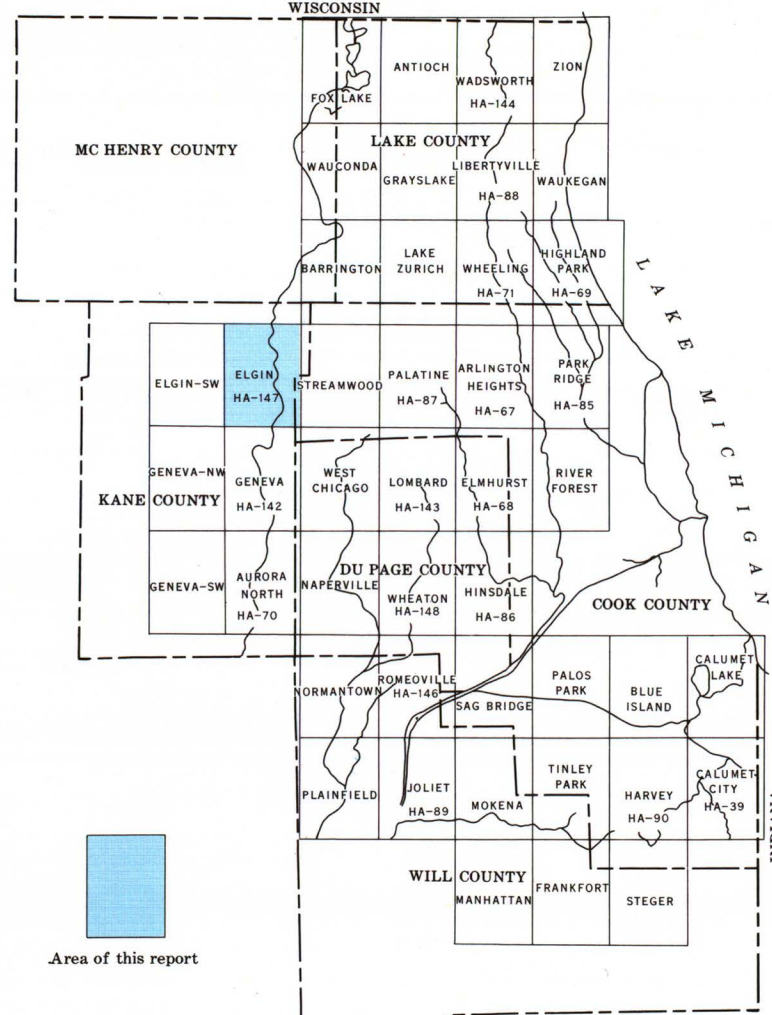 WISCONSIN
ANTIOCH
ZION
WADSWORTH
HA-144
FOX LAKE
LAKE COUNTY
MC HENRY COUNTY
WAUCONDA
LIBERTYVILLE
GRAYSLAKE
WAUKEGAN
HA-88
LAKE
ZURICH
HIGHLAND
PARK
BARRINGTON
WHEELING
HA-71
HA-69
LAKE MICHIGAN
ELGIN-SW
ELGIN
HA-147
STREAMWOOD
PALATINE
HA-87
ARLINGTON
HEIGHTS
HA-67
PARK
RIDGE
HA-85
GENEVA-NW
GENEVA
HA-142
WEST
CHICAGO
LOMBARD
HA-143
ELMHURST
HA-68
RIVER
FOREST
KANE COUNTY
DU PAGE COUNTY
GENEVA-SW
AURORA
NORTH
HA-70
NAPERVILLE
WHEATON
HA-148
HINSDALE
HA-86
COOK COUNTY
NORMANTOWN
ROMEOVILLE
HA-146
SAG BRIDGE
PALOS
PARK
BLUE
ISLAND
CALUMET
LAKE
PLAINFIELD
JOLIET
HA-89
MOKENA
TINLEY
PARK
HARVEY
HA-90
CALUMET
CITY
HA-39
WILL COUNTY
MANHATTAN
FRANKFORT
STEGER
Area of this report